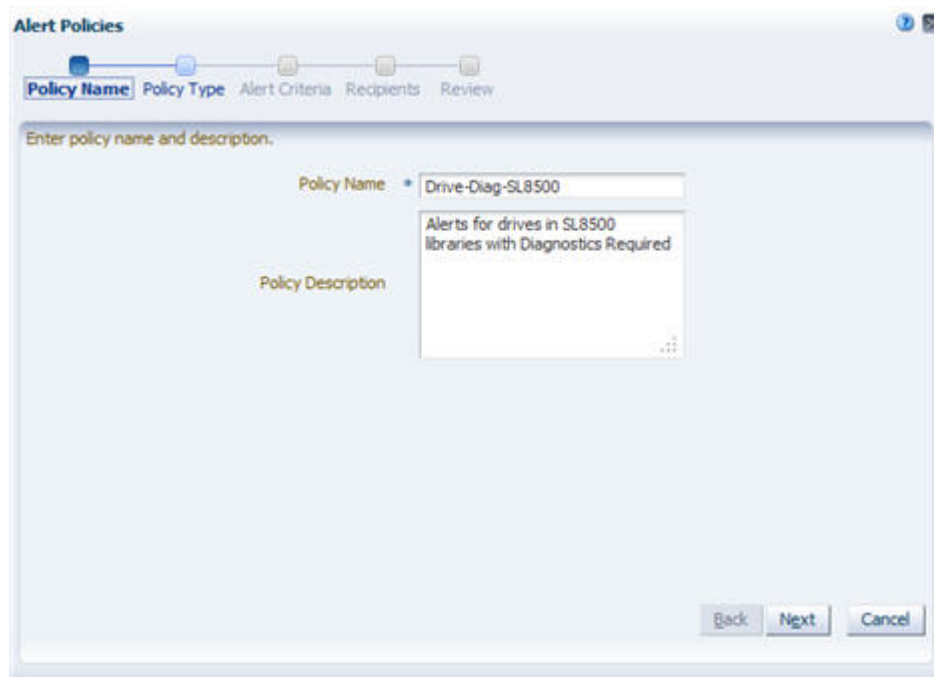 Alert Policies
Policy Name Policy Type Alert Criteria Recipients Review
Enter policy name and description.
Policy Name * Drive-Diag-SL8500
Alerts for drives in SL8500
libraries with Diagnostics Required
Policy Description
Back Next Cancel